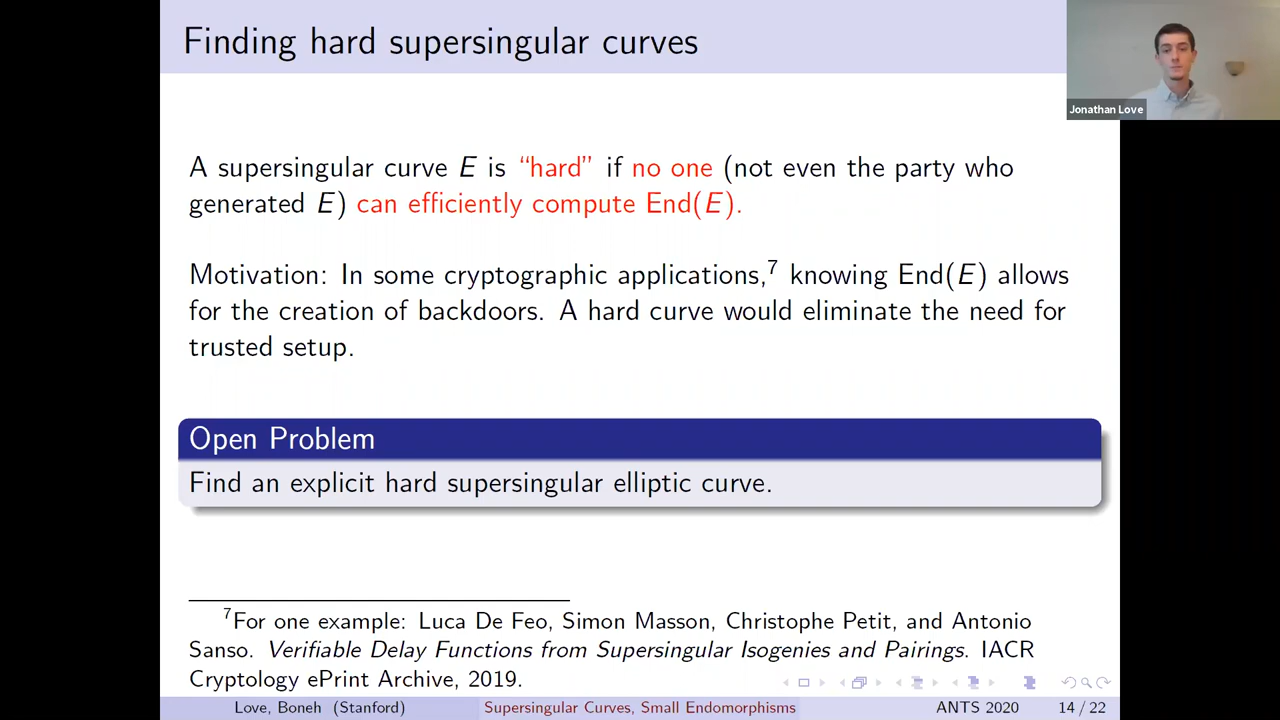 Finding hard supersingular curves
Jonathan Love
A supersingular curve E is “hard” if no one (not even the party who
generated E) can efficiently compute End(E).
Motivation: In some cryptographic applications,⁷ knowing End(E) allows
for the creation of backdoors. A hard curve would eliminate the need for
trusted setup.
Open Problem
Find an explicit hard supersingular elliptic curve.
⁷For one example: Luca De Feo, Simon Masson, Christophe Petit, and Antonio
Sanso. Verifiable Delay Functions from Supersingular Isogenies and Pairings. IACR
Cryptology ePrint Archive, 2019.
Love, Boneh (Stanford) Supersingular Curves, Small Endomorphisms ANTS 2020 14 / 22